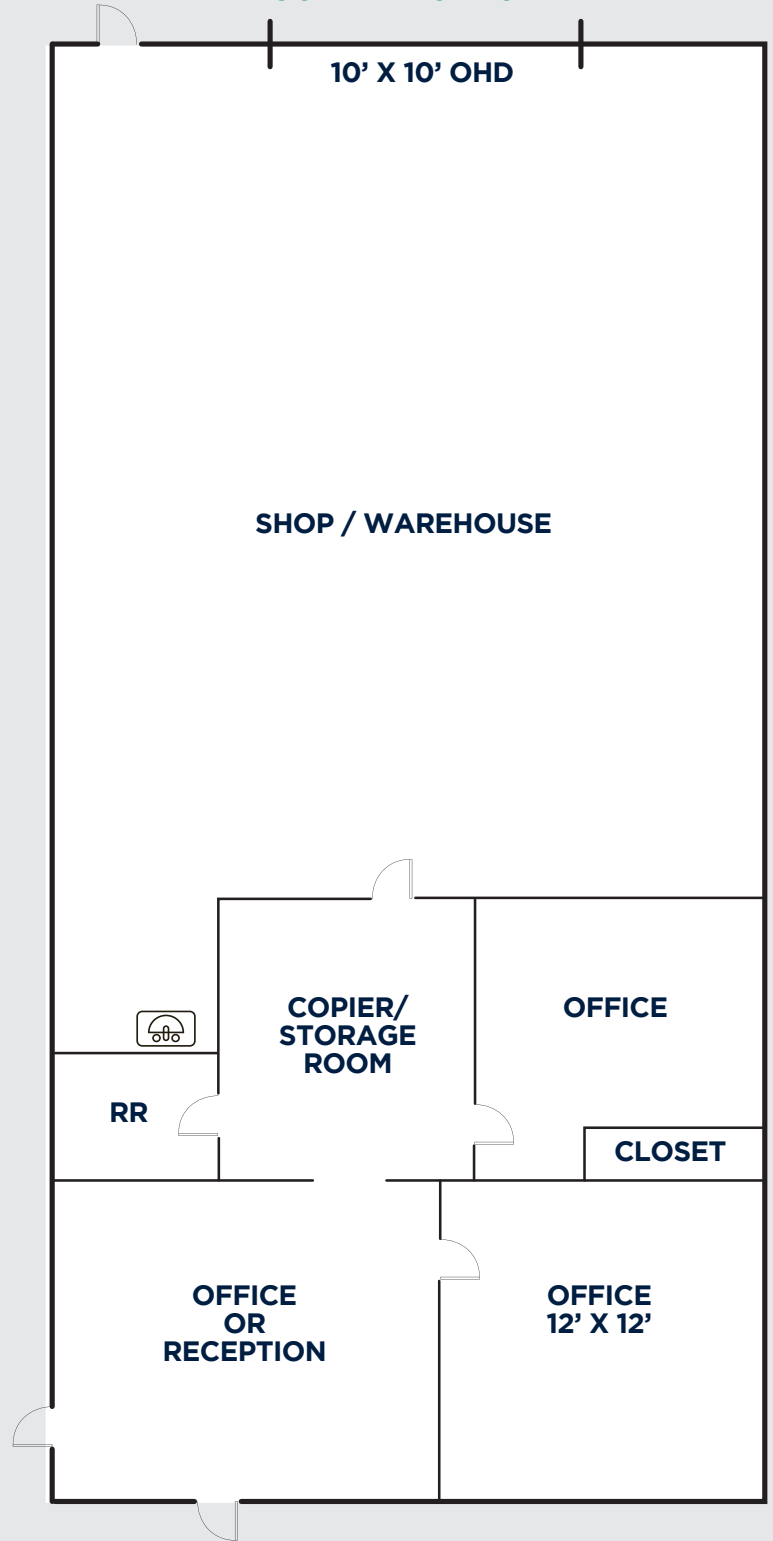 10’ X 10’ OHD
SHOP / WAREHOUSE
COPIER/
STORAGE
ROOM
OFFICE
RR
CLOSET
OFFICE
OR
RECEPTION
OFFICE
12’ X 12’